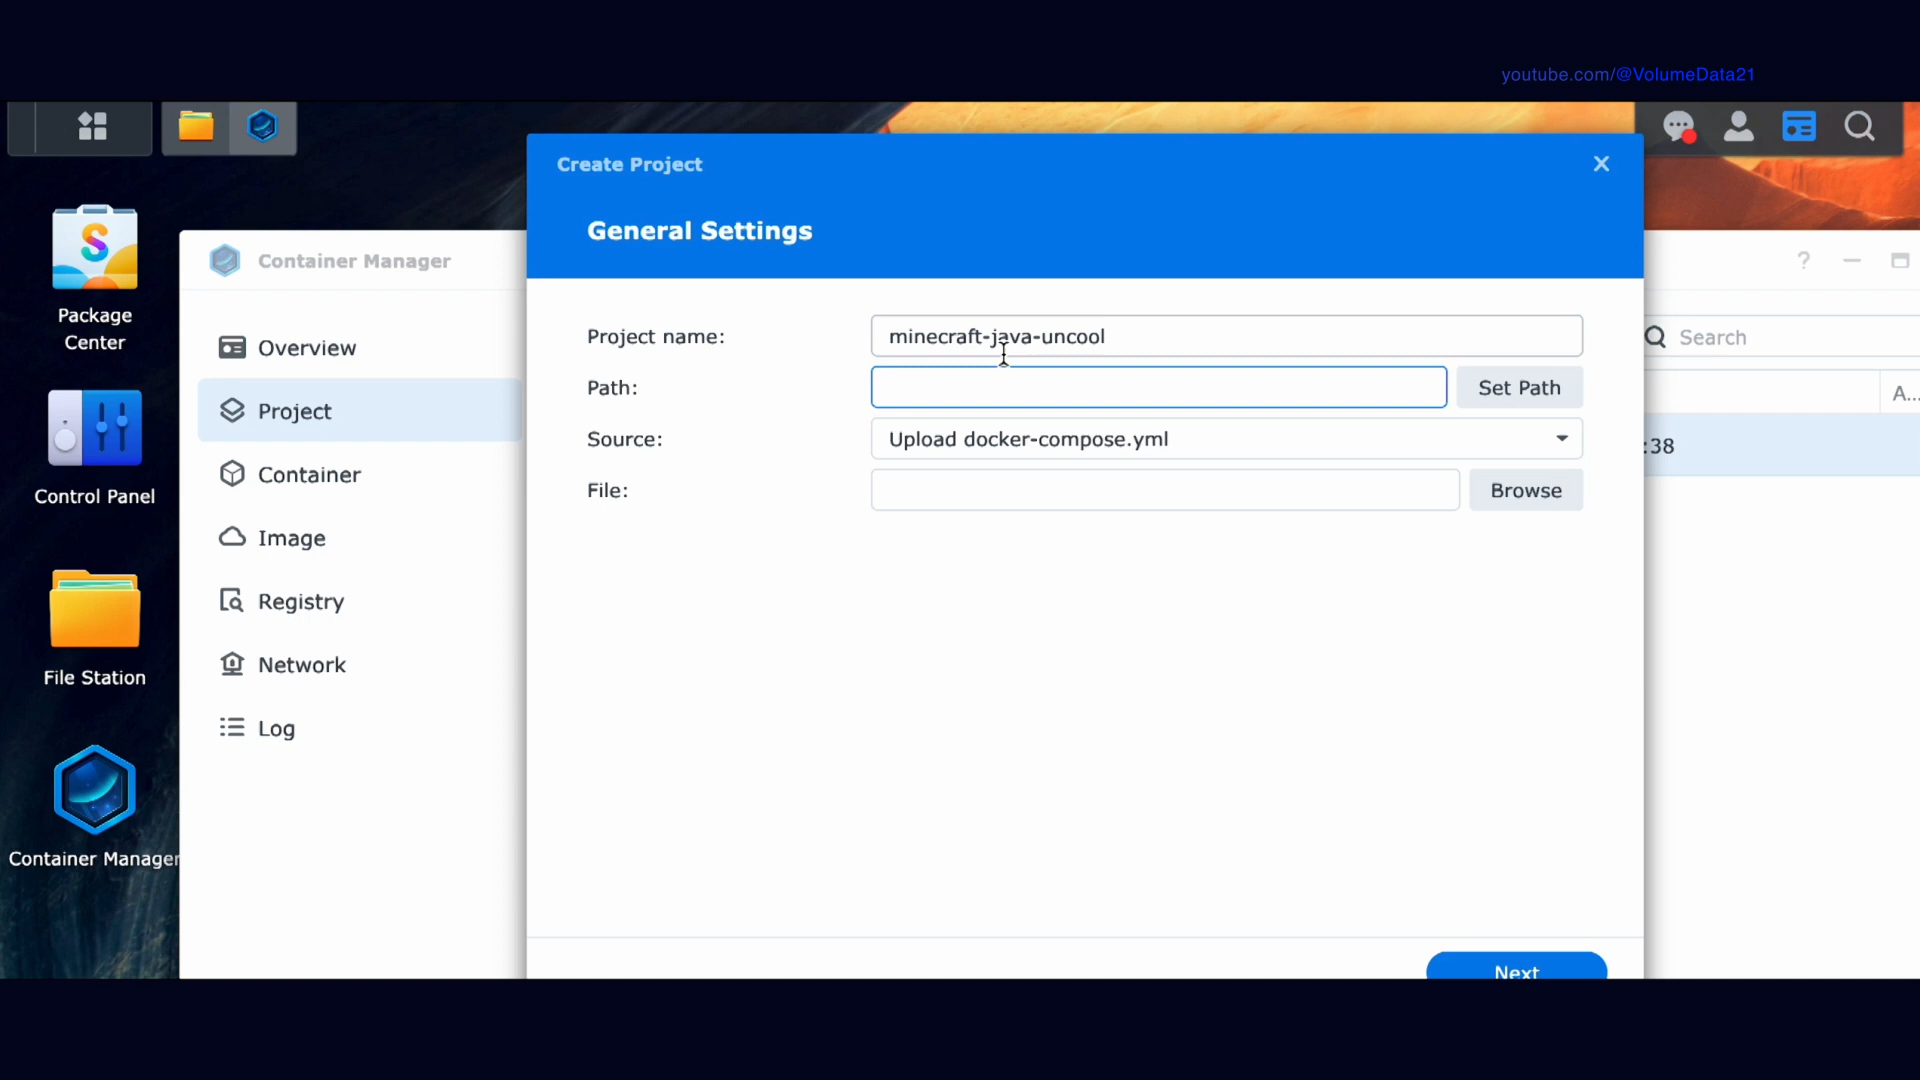 youtube.com/@VolumeData21
Create Project
General Settings
Package
Center
Container Manager
Project name:
minecraft-java-uncool
Search
Overview
Path:
Set Path
A...
Project
Source:
Upload docker-compose.yml
:38
Control Panel
Container
File:
Browse
Image
Registry
File Station
Network
Log
Container Manager
Next